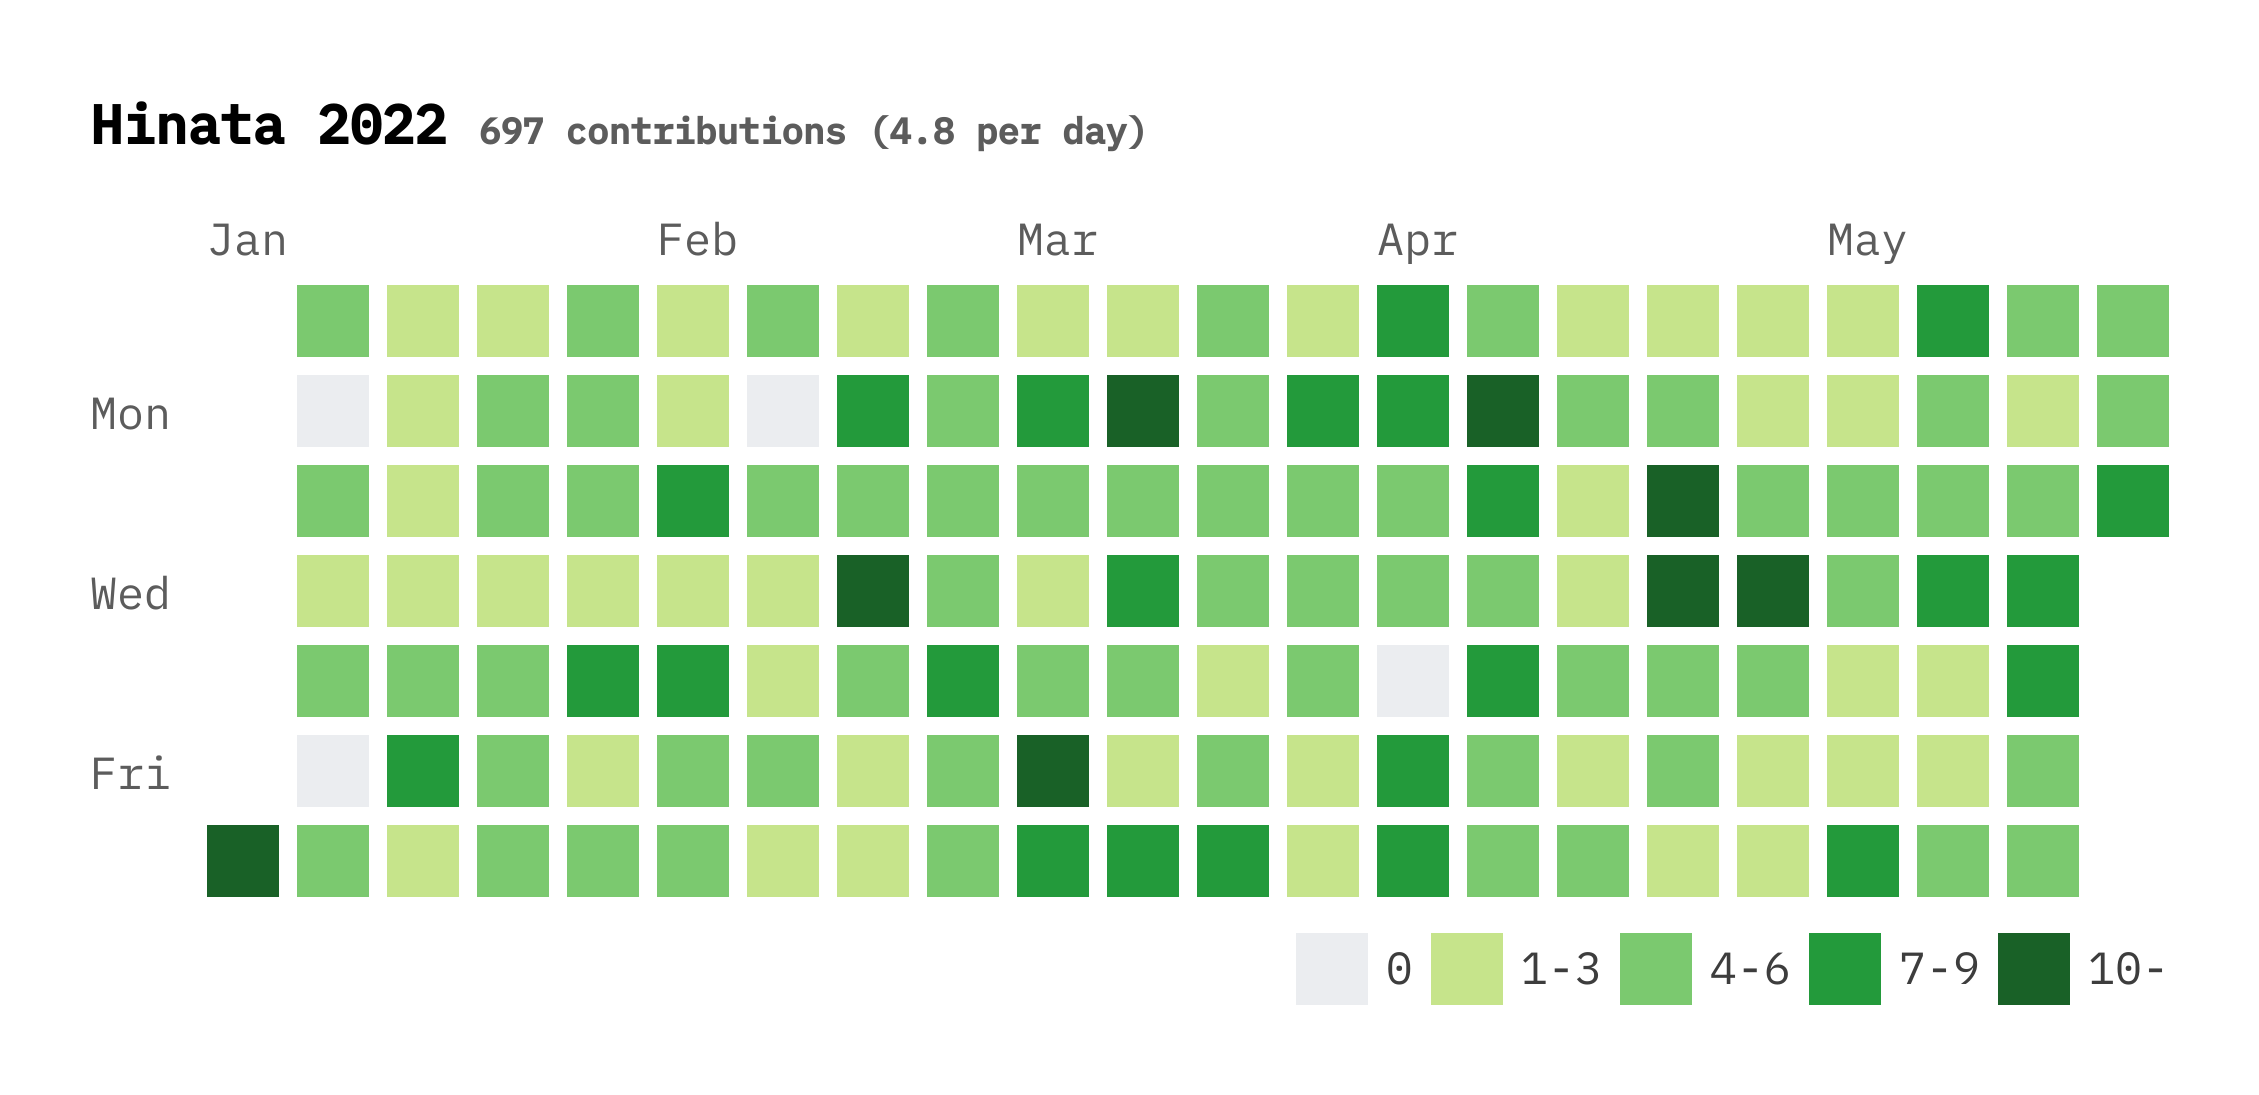 Hinata 2022 697 contributions (4.8 per day)
Jan Feb Mar Apr May
Mon
Wed
Fri
0 1-3 4-6 7-9 10-